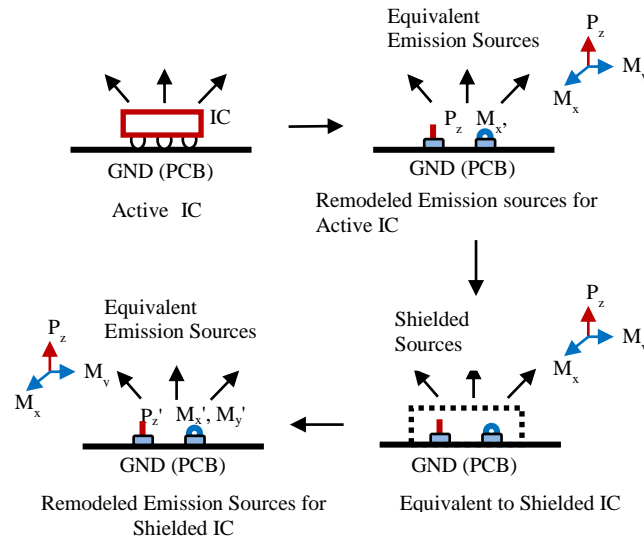 IC
GND (PCB)
Active IC
Equivalent
Emission Sources
P z
M y
M x
P z M x,
GND (PCB)
Remodeled Emission sources for
Active IC
Shielded
Sources
P z
M y
M x
GND (PCB)
Equivalent to Shielded IC
Equivalent
Emission Sources
P z
M y
M x
P z' M x', M y'
GND (PCB)
Remodeled Emission Sources for
Shielded IC